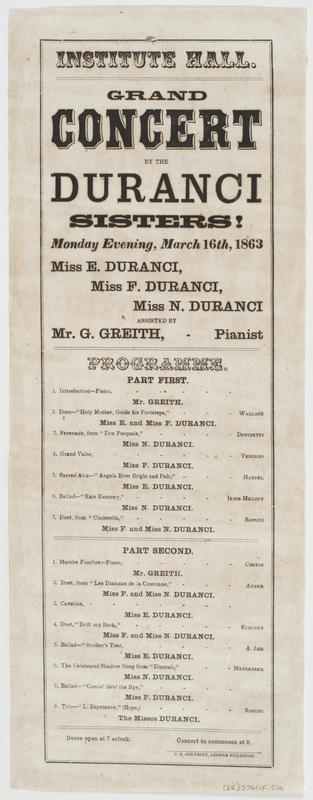 INSTITUTE HALL.
GRAND
CONCERT
BY THE
DURANCI
SISTERS!
Monday Evening, March 16th, 1863
Miss E. DURANCI,
Miss F. DURANCI,
Miss N. DURANCI
ASSISTED BY
Mr. G. GREITH, - Pianist
PROGRAMME.
PART FIRST.
1. Introduction—Piano,
Mr. GREITH.
2. Duet—"Holy Mother, Guide his Footsteps," WALLACE
Miss E. and Miss F. DURANCI.
3. Serenade, from "Don Pasquale," DONIZETTI
Miss N. DURANCI.
4. Grand Valse, VENZANO
Miss F. DURANCI.
5. Sacred Aria—"Angels Ever Bright and Fair," HANDEL
Miss E. DURANCI.
6. Ballad—"Kate Kearney," IRISH MELODY
Miss N. DURANCI.
7. Duet, from "Cinderella," ROSSINI
Miss F. and Miss N. DURANCI.
PART SECOND.
1. Marche Funèbre—Piano, CHOPIN
Mr. GREITH.
2. Duet, from "Les Diamans de la Couronne," AUBER
Miss F. and Miss N. DURANCI.
3. Cavatina,
Miss E. DURANCI.
4. Duet, "Drift my Bark," KUCKEN
Miss F. and Miss N. DURANCI.
5. Ballad—"Soldier's Tear, A. LEE
Miss E. DURANCI.
6. The Celebrated Shadow Song from "Dinorah," MEYERBEER
Miss N. DURANCI.
7. Ballad—"Comin' thro' the Rye,"
Miss F. DURANCI.
8. Trio—"L' Esperance," (Hope,) ROSSINI
The Misses DURANCI.
Doors open at 7 o'clock. Concert to commence at 8.
JOB PRINT, LEDGER BUILDINGS.